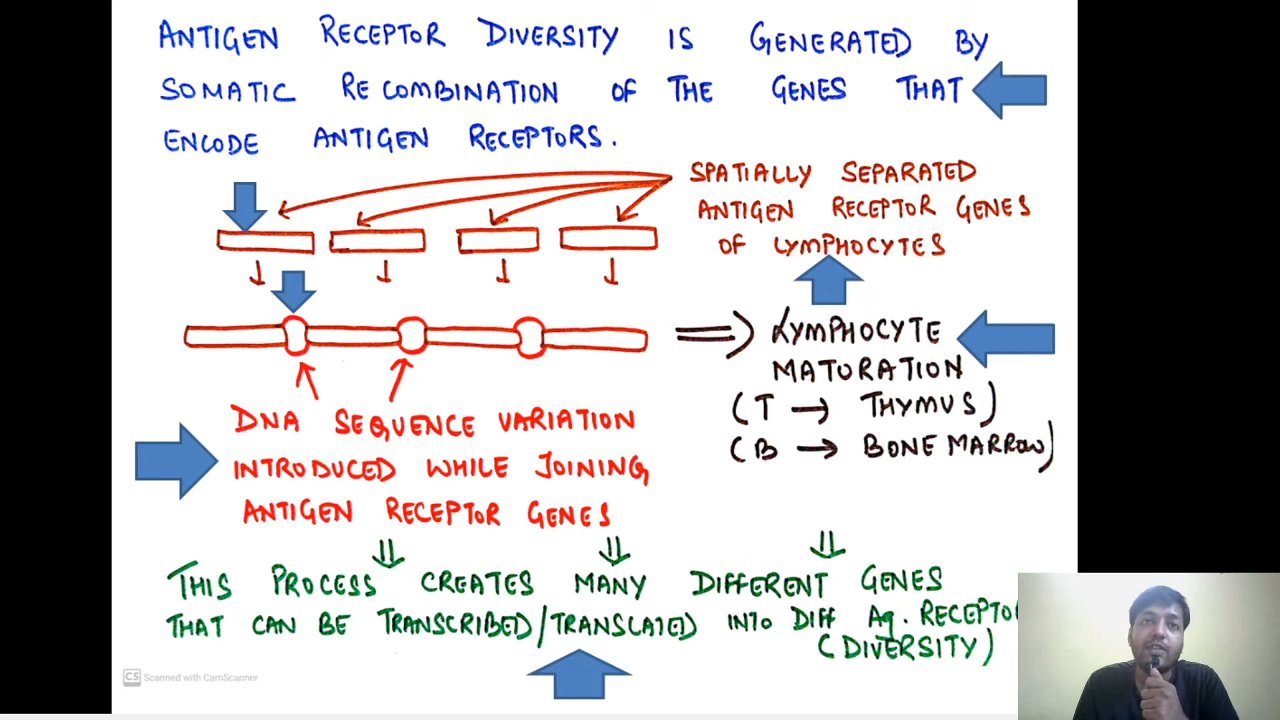 ANTIGEN RECEPTOR DIVERSITY IS GENERATED BY
SOMATIC RECOMBINATION OF THE GENES THAT
ENCODE ANTIGEN RECEPTORS.
SPATIALLY SEPARATED
ANTIGEN RECEPTOR GENES
OF LYMPHOCYTES
LYMPHOCYTE
MATURATION
(T → THYMUS)
(B → BONE MARROW)
DNA SEQUENCE VARIATION
INTRODUCED WHILE JOINING
ANTIGEN RECEPTOR GENES
THIS PROCESS CREATES MANY DIFFERENT GENES
THAT CAN BE TRANSCRIBED/TRANSLATED INTO DIFF Ag. RECEPTOR
(DIVERSITY)
CS Scanned with CamScanner